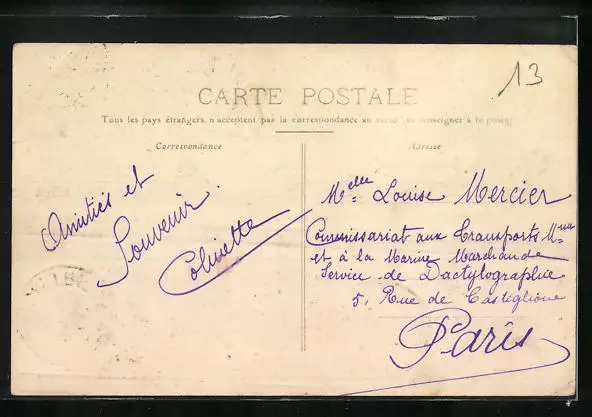 13
CARTE POSTALE
Tous les pays étrangers n'acceptent pas la correspondance au recto, se renseigner à la poste
Correspondance
Adresse
Amitiés et
Souvenir.
Colinette
Melle Louise Mercier
Commissariat aux Transports Mmes
et à la Marine Marchande
Service de Dactylographie
5, Rue de Castiglione
Paris